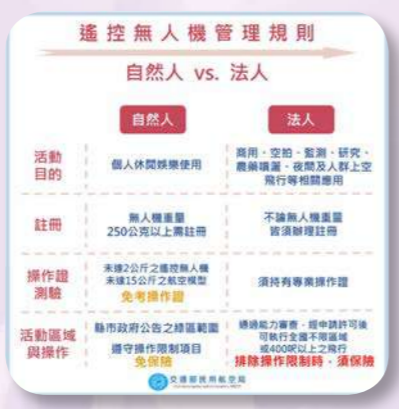 遙控無人機管理規則
自然人 vs. 法人
自然人
法人
活動
目的
個人休閒娛樂使用
商用、空拍、監測、研究、
農藥噴灑、夜間及人群上空
飛行等相關應用
註冊
無人機重量
250公克以上需註冊
不論無人機重量
皆須辦理註冊
操作證
測驗
未達2公斤之遙控無人機
未達15公斤之航空模型
免考操作證
須持有專業操作證
活動區域
與操作
縣市政府公告之綠區範圍
遵守操作限制項目
免保險
通過能力審查、經申請許可後
可執行全國不限區域
或400呎以上之飛行
排除操作限制時，須保險
交通部民用航空局